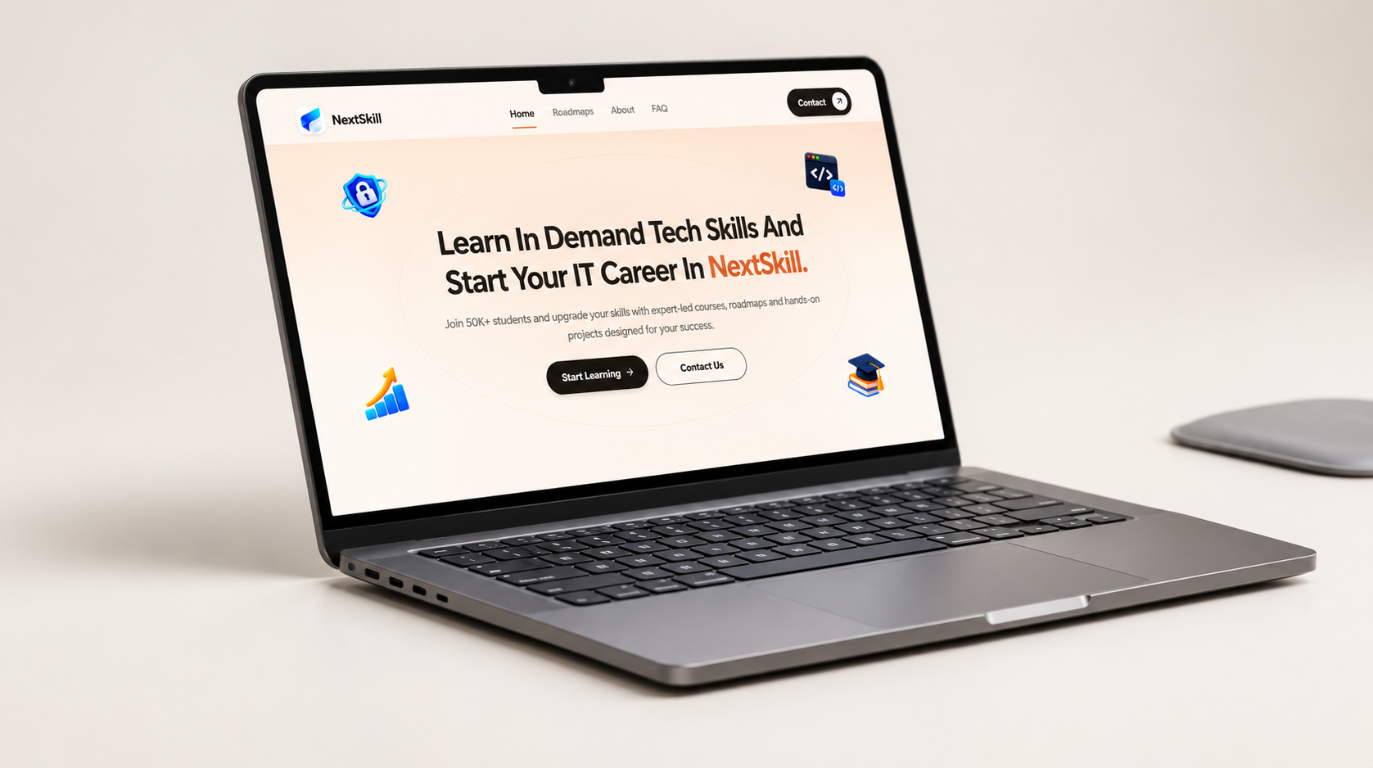 NextSkill
Home Roadmaps About FAQ
Contact
</>
</>
Learn In Demand Tech Skills And
Start Your IT Career In NextSkill.
Join 50K+ students and upgrade your skills with expert-led courses, roadmaps and hands-on
projects designed for your success.
Start Learning →
Contact Us